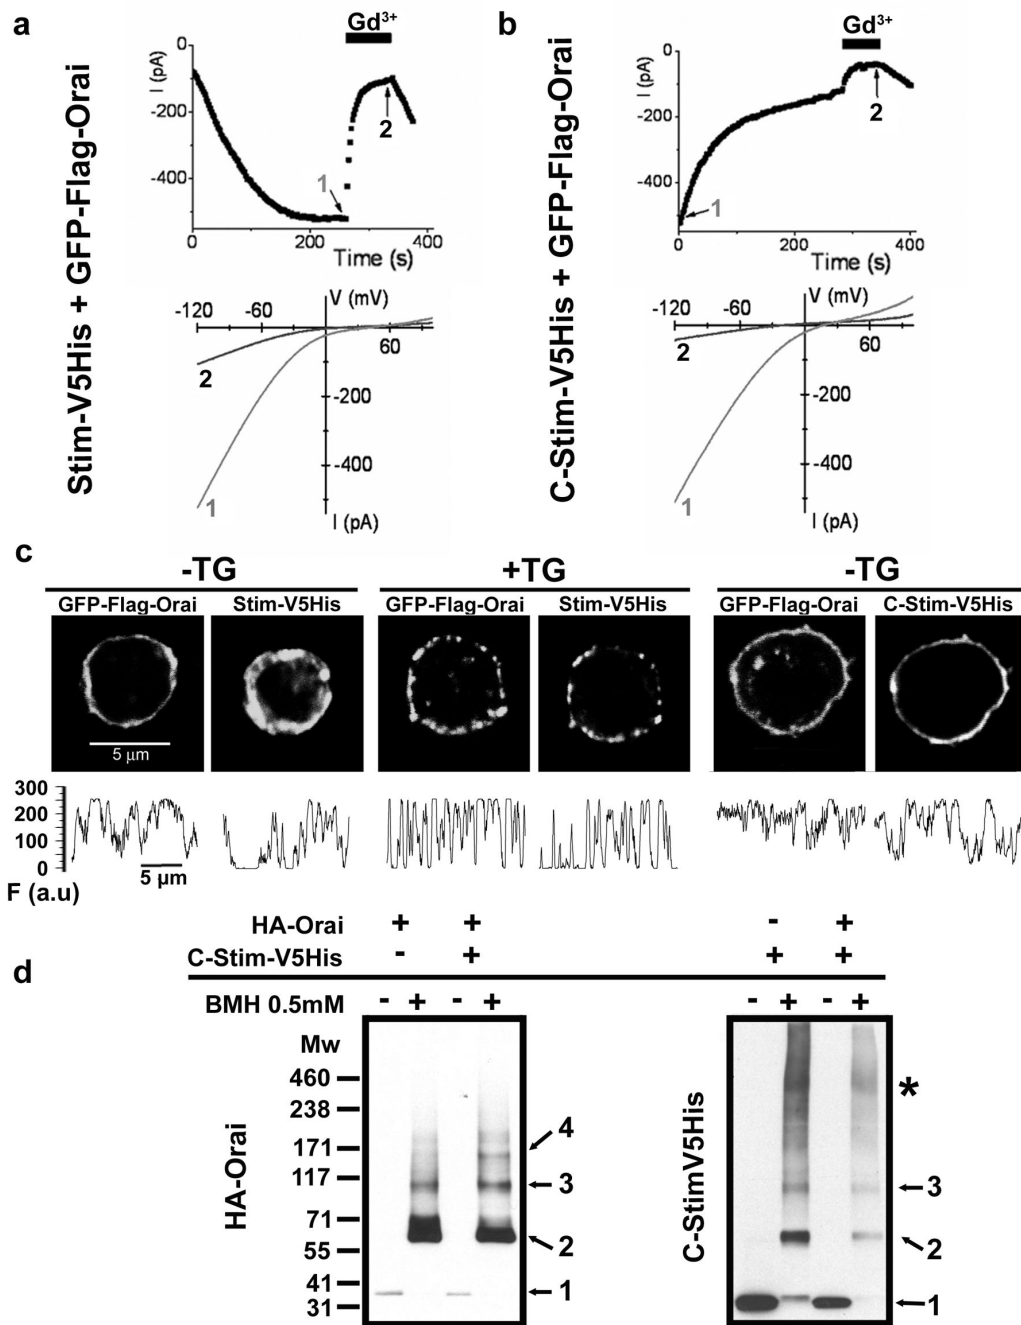 a
Stim-V5His + GFP-Flag-Orai
Gd³⁺
I (pA)
0
-200
-400
1
2
0 200 400
Time (s)
V (mV)
-120 -60 60
2
-200
-400
1
I (pA)
b
C-Stim-V5His + GFP-Flag-Orai
Gd³⁺
I (pA)
0
-200
-400
1
2
0 200 400
Time (s)
V (mV)
-120 -60 60
2
-200
-400
1
I (pA)
c
-TG +TG -TG
GFP-Flag-Orai Stim-V5His GFP-Flag-Orai Stim-V5His GFP-Flag-Orai C-Stim-V5His
5 µm
300
200
100
0
F (a.u)
5 µm
d
HA-Orai + + - +
C-Stim-V5His - + + +
BMH 0.5mM - + - + - + - +
Mw
460
238
171
117
71
55
41
31
HA-Orai
4
3
2
1
C-StimV5His
*
3
2
1